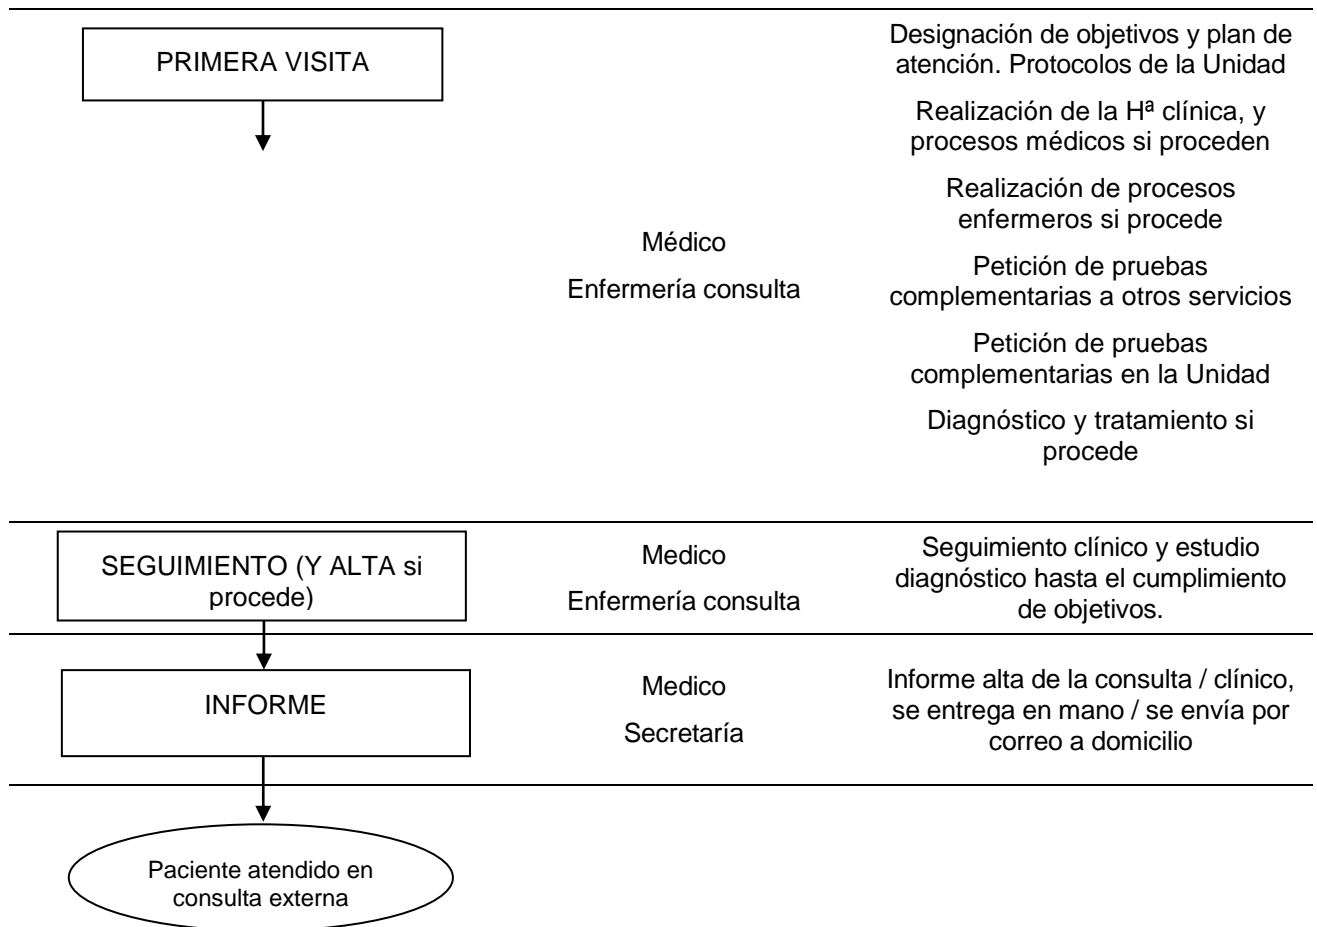 PRIMERA VISITA
Médico
Enfermería consulta
Designación de objetivos y plan de
atención. Protocolos de la Unidad
Realización de la Hª clínica, y
procesos médicos si proceden
Realización de procesos
enfermeros si procede
Petición de pruebas
complementarias a otros servicios
Petición de pruebas
complementarias en la Unidad
Diagnóstico y tratamiento si
procede
SEGUIMIENTO (Y ALTA si
procede)
Medico
Enfermería consulta
Seguimiento clínico y estudio
diagnóstico hasta el cumplimiento
de objetivos.
INFORME
Medico
Secretaría
Informe alta de la consulta / clínico,
se entrega en mano / se envía por
correo a domicilio
Paciente atendido en
consulta externa